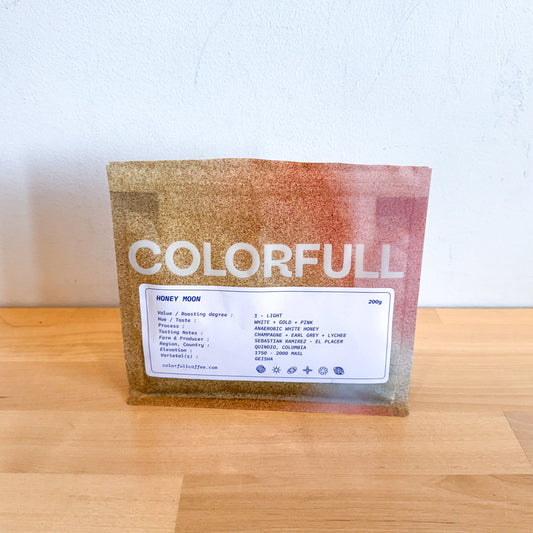 COLORFULL
HONEY MOON 200g
Value / Roasting degree : 1 - LIGHT
Hue / Taste : WHITE + GOLD + PINK
Process : ANAEROBIC WHITE HONEY
Tasting Notes : CHAMPAGNE + EARL GREY + LYCHEE
Farm & Producer : SEBASTIAN RAMIREZ - EL PLACER
Region, Country : QUINDIO, COLOMBIA
Elevation : 1750 - 2000 MASL
Varietal(s) : GEISHA
colorfullcoffee.com